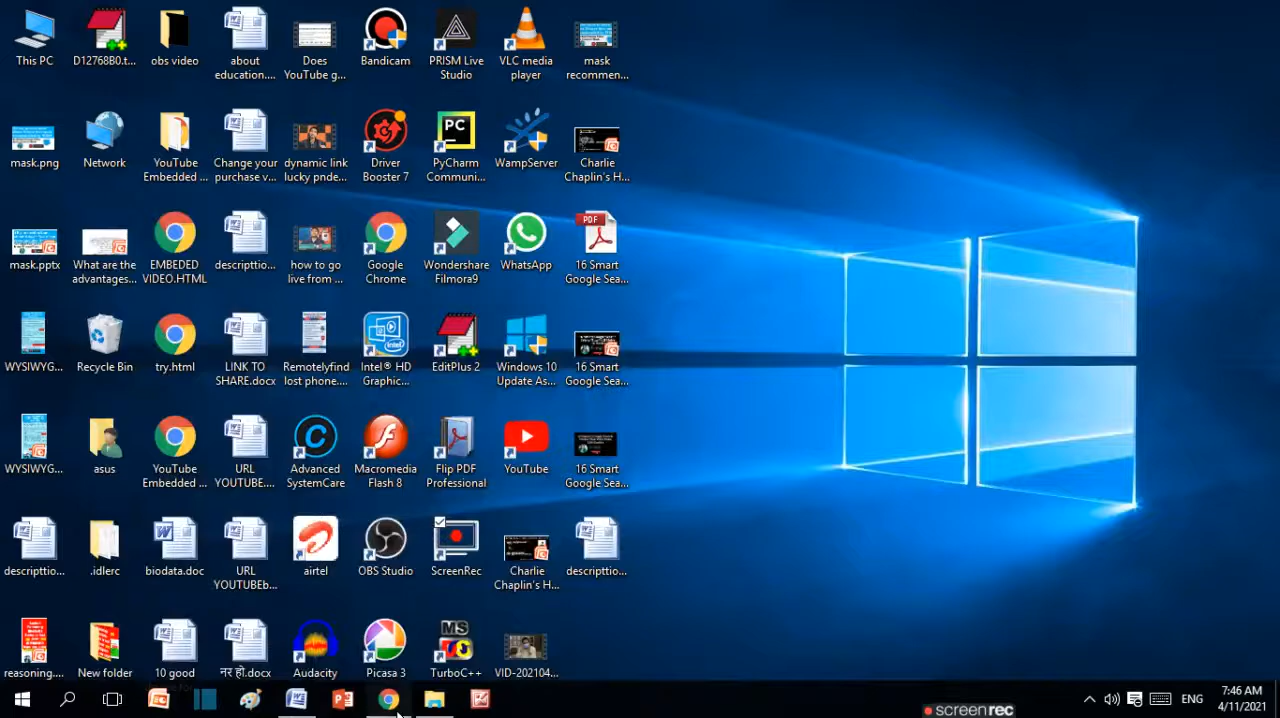 This PC
D12768B0.t...
obs video
about
education....
Does
YouTube g...
Bandicam
PRISM Live
Studio
VLC media
player
mask
recommen...
mask.png
Network
YouTube
Embedded ...
Change your
purchase v...
dynamic link
lucky pnde...
Driver
Booster 7
PyCharm
Communi...
WampServer
Charlie
Chaplin's H...
mask.pptx
What are the
advantages...
EMBEDED
VIDEO.HTML
descripttio...
how to go
live from ...
Google
Chrome
Wondershare
Filmora9
WhatsApp
16 Smart
Google Sea...
WYSIWYG...
Recycle Bin
try.html
LINK TO
SHARE.docx
Remotelyfind
lost phone....
Intel® HD
Graphic...
EditPlus 2
Windows 10
Update As...
16 Smart
Google Sea...
WYSIWYG...
asus
YouTube
Embedded ...
URL
YOUTUBE....
Advanced
SystemCare
Macromedia
Flash 8
Flip PDF
Professional
YouTube
16 Smart
Google Sea...
descripttio...
.idlerc
biodata.doc
URL
YOUTUBEb...
airtel
OBS Studio
ScreenRec
Charlie
Chaplin's H...
descripttio...
reasoning....
New folder
10 good
नर हो.docx
Audacity
Picasa 3
TurboC++
VID-202104...
ENG
7:46 AM
4/11/2021
screenrec